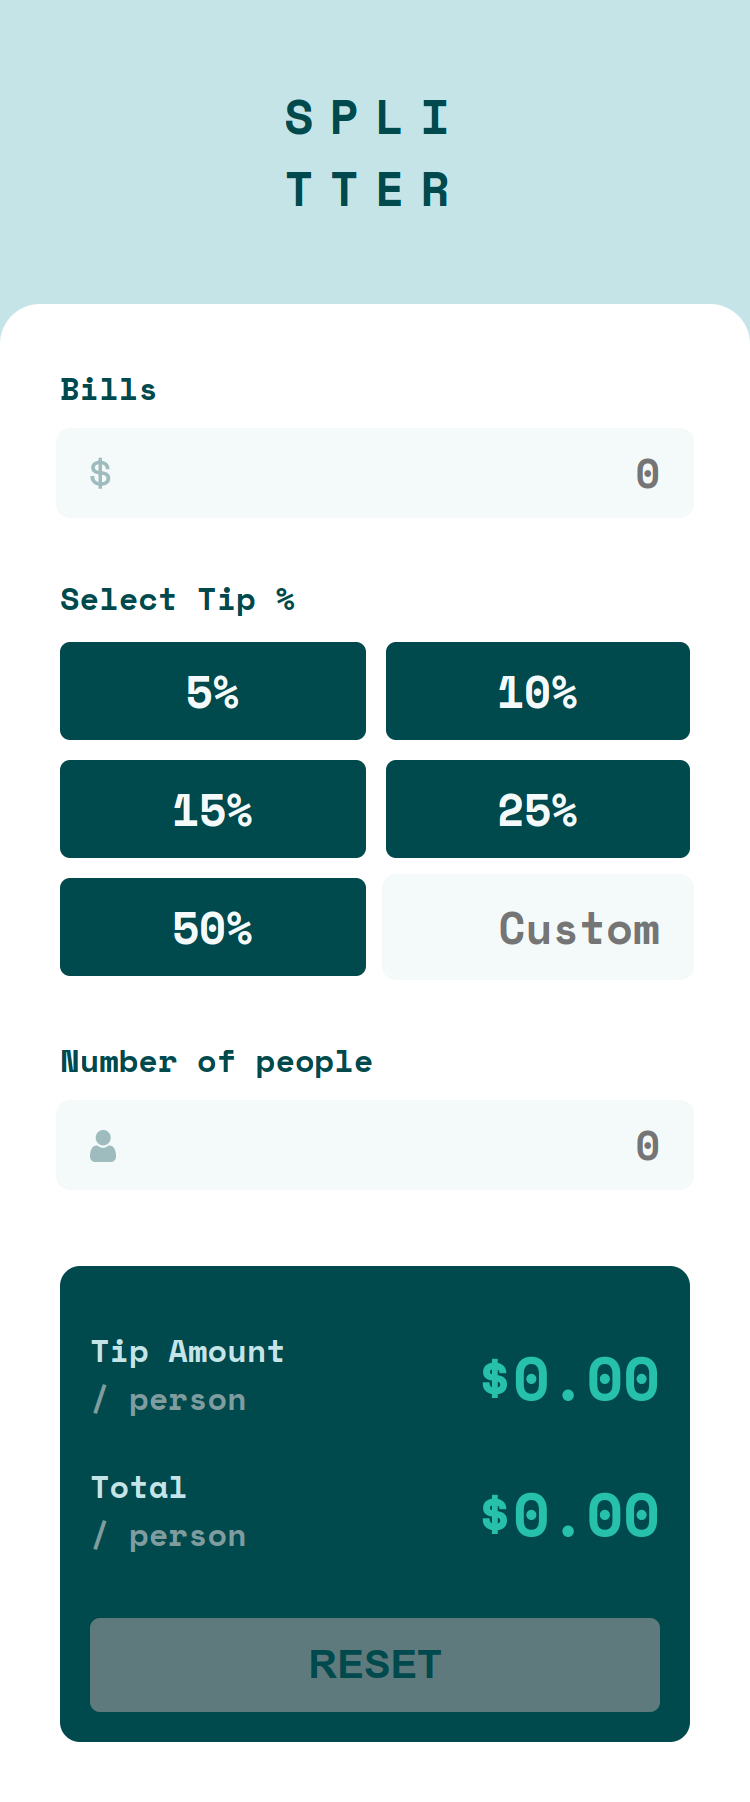 SPLI
TTER
Bills
$ 0
Select Tip %
5% 10%
15% 25%
50% Custom
Number of people
0
Tip Amount
/ person
$0.00
Total
/ person
$0.00
RESET